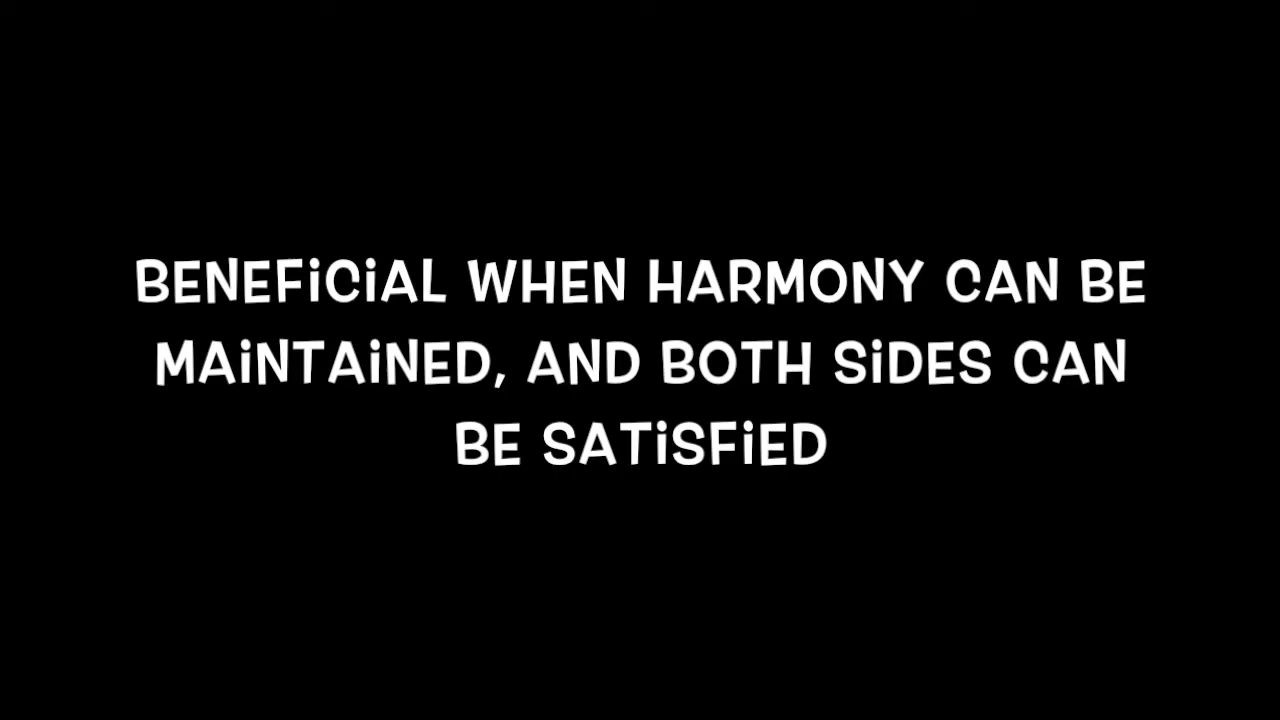 BENEFiCiAL WHEN HARMONY CAN BE
MAiNTAiNED, AND BOTH SiDES CAN
BE SATiSFiED